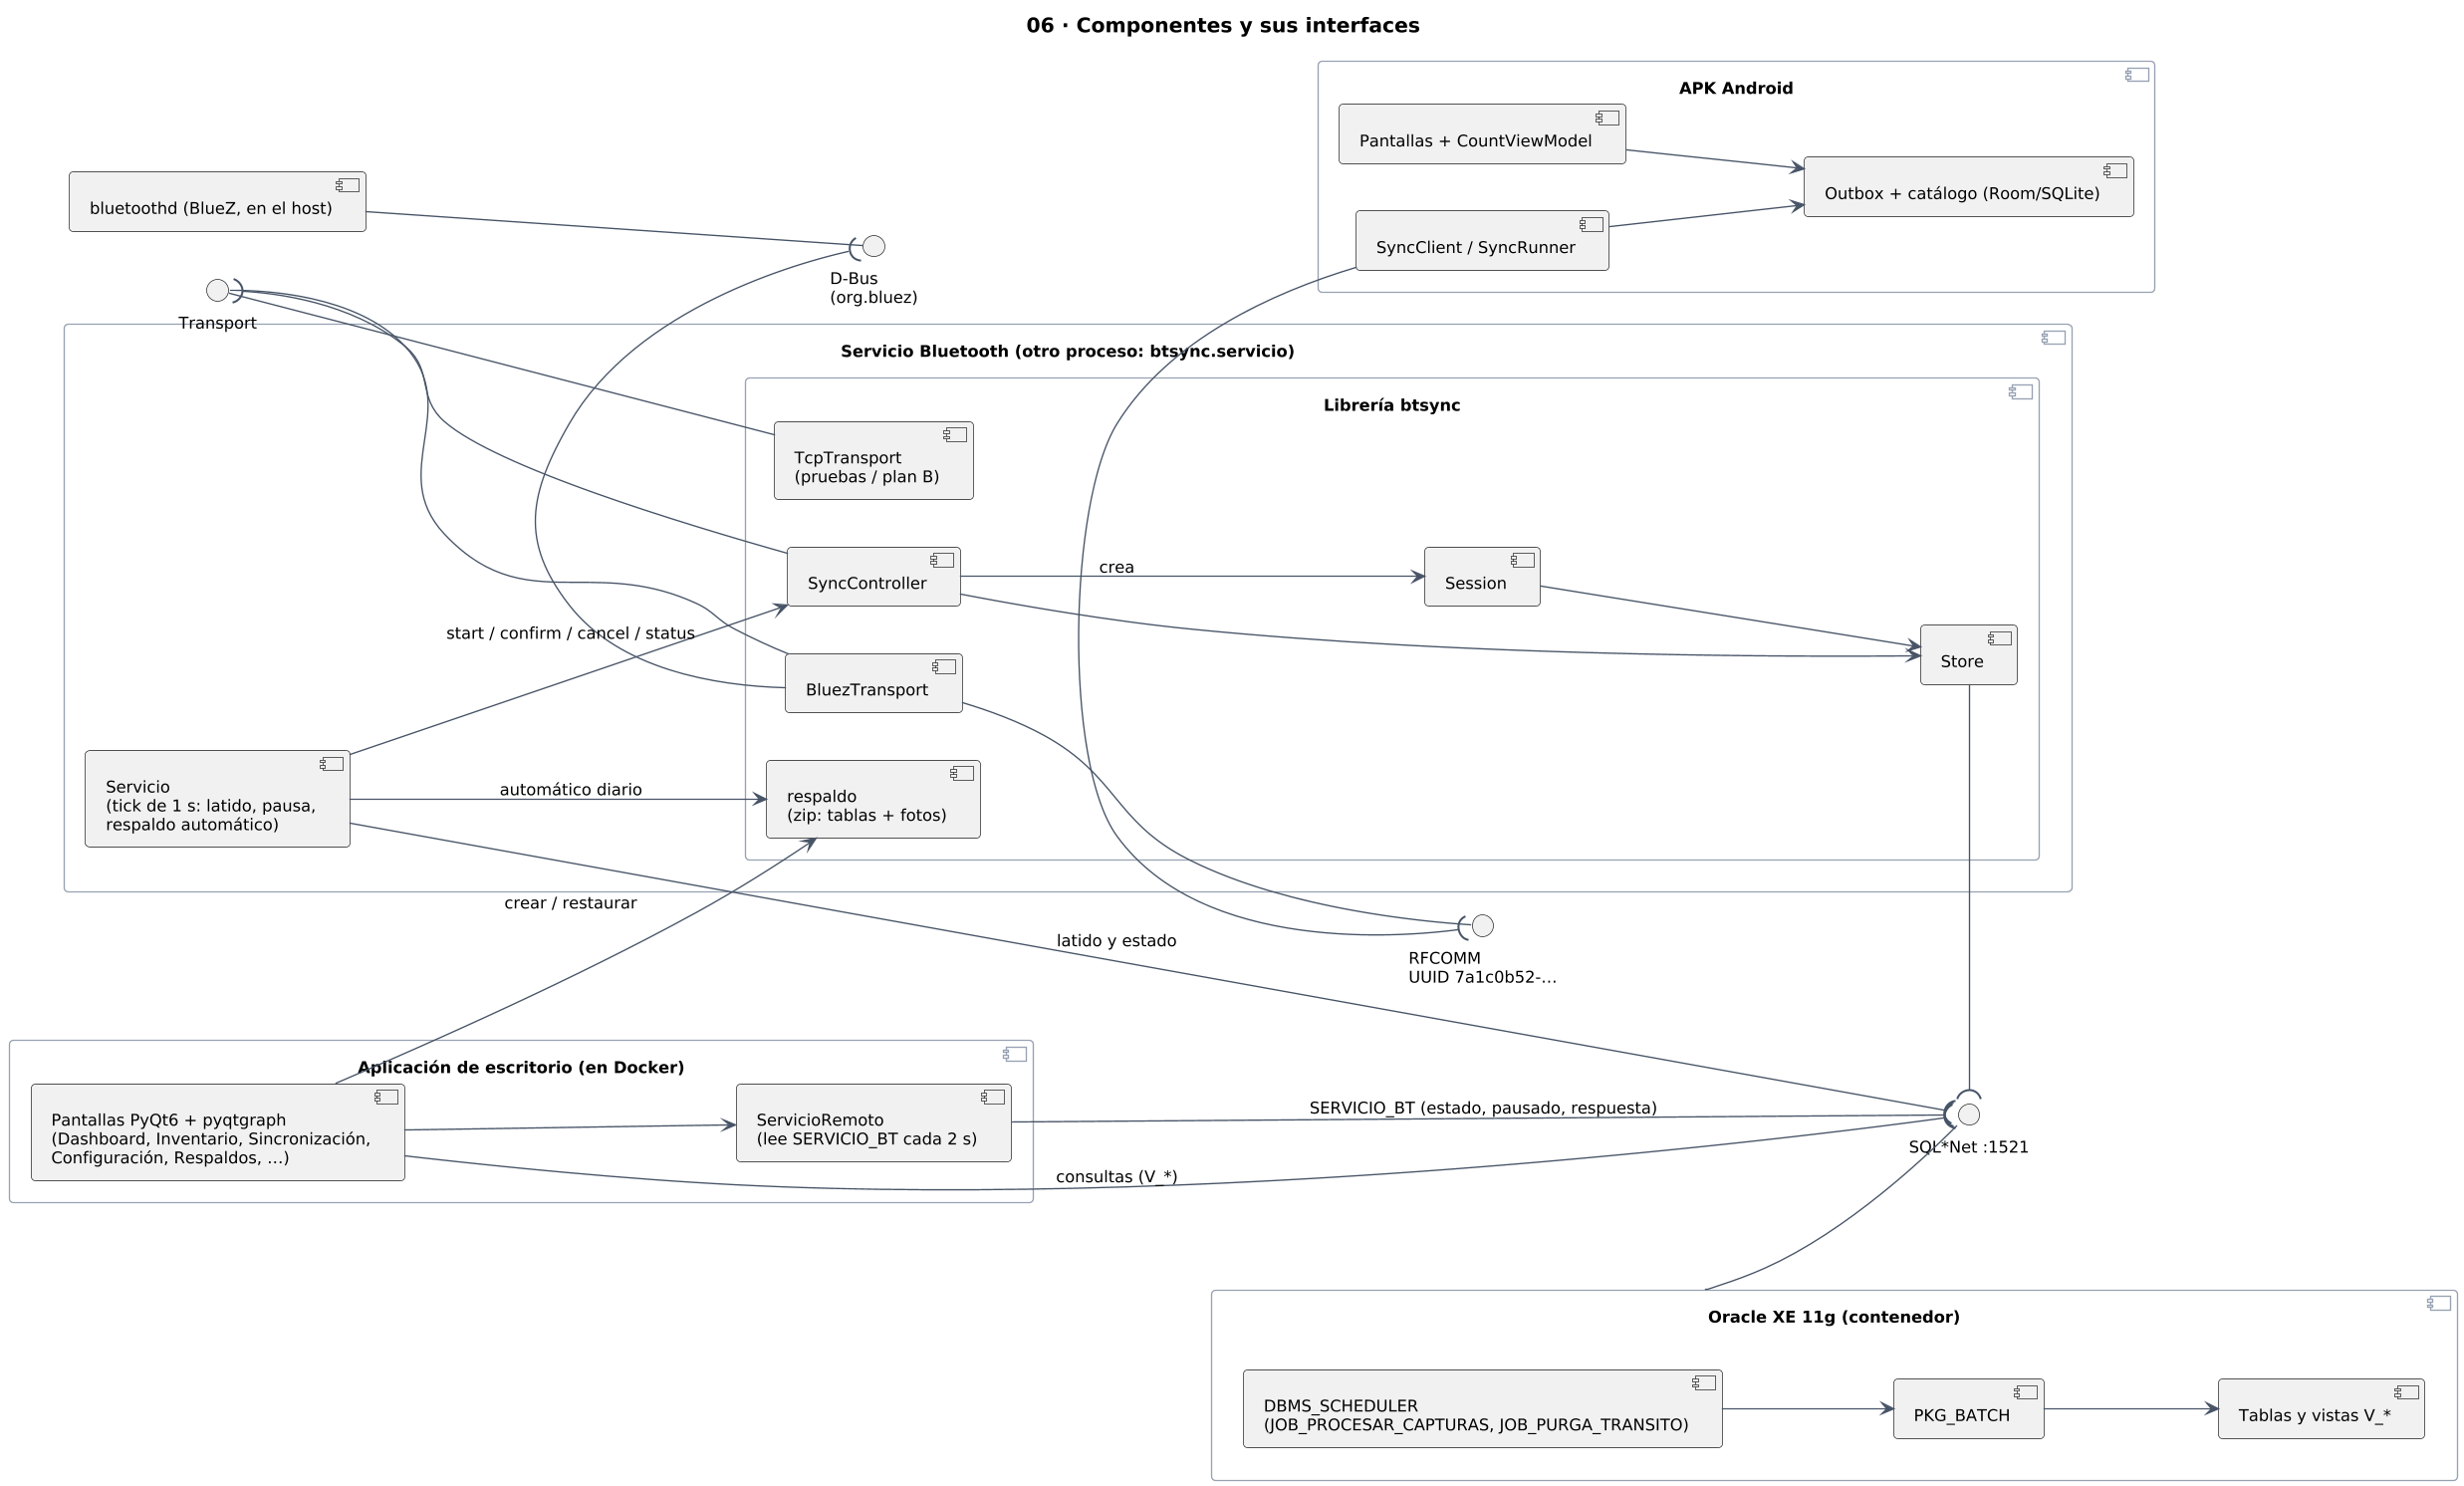 06 · Componentes y sus interfaces
APK Android
Pantallas + CountViewModel
Outbox + catálogo (Room/SQLite)
SyncClient / SyncRunner
bluetoothd (BlueZ, en el host)
D-Bus
(org.bluez)
Transport
Servicio Bluetooth (otro proceso: btsync.servicio)
Librería btsync
TcpTransport
(pruebas / plan B)
SyncController
crea
Session
start / confirm / cancel / status
Store
BluezTransport
Servicio
(tick de 1 s: latido, pausa,
respaldo automático)
automático diario
respaldo
(zip: tablas + fotos)
crear / restaurar
latido y estado
RFCOMM
UUID 7a1c0b52-...
Aplicación de escritorio (en Docker)
Pantallas PyQt6 + pyqtgraph
(Dashboard, Inventario, Sincronización,
Configuración, Respaldos, ...)
ServicioRemoto
(lee SERVICIO_BT cada 2 s)
SERVICIO_BT (estado, pausado, respuesta)
SQL*Net :1521
consultas (V_*)
Oracle XE 11g (contenedor)
DBMS_SCHEDULER
(JOB_PROCESAR_CAPTURAS, JOB_PURGA_TRANSITO)
PKG_BATCH
Tablas y vistas V_*